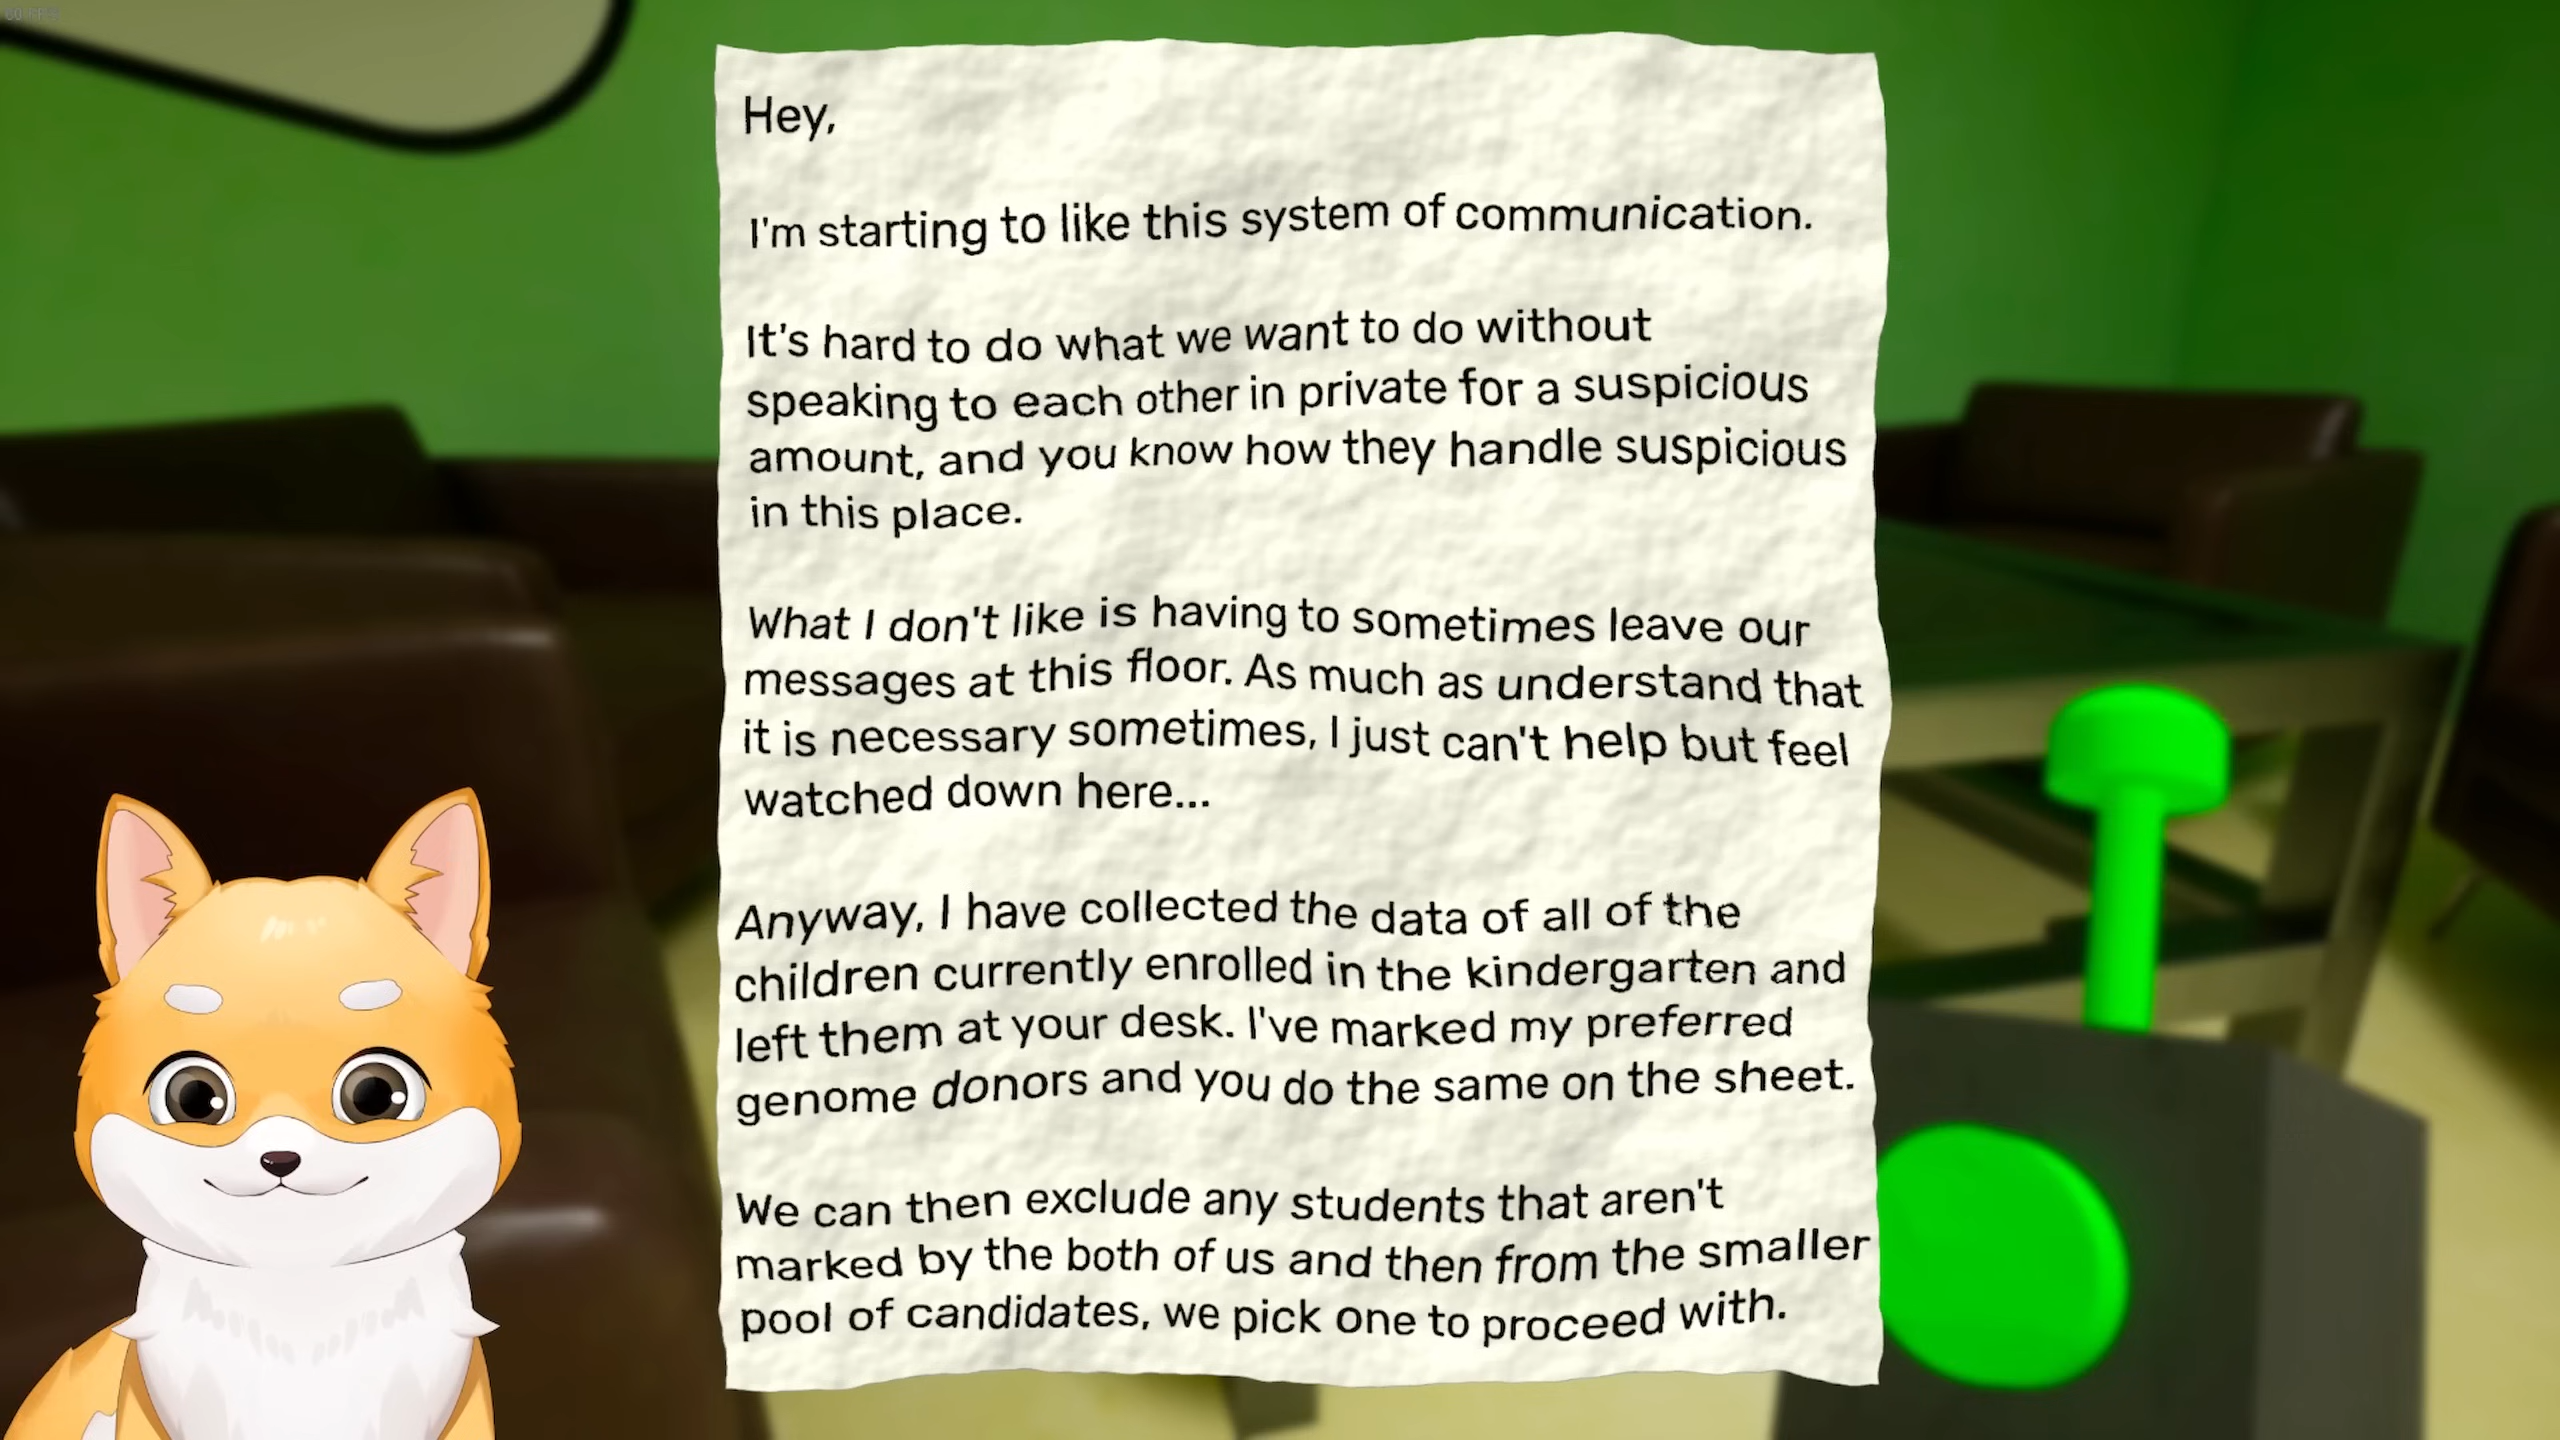 60 FPS
Hey,
I'm starting to like this system of communication.
It's hard to do what we want to do without
speaking to each other in private for a suspicious
amount, and you know how they handle suspicious
in this place.
What I don't like is having to sometimes leave our
messages at this floor. As much as understand that
it is necessary sometimes, I just can't help but feel
watched down here...
Anyway, I have collected the data of all of the
children currently enrolled in the kindergarten and
left them at your desk. I've marked my preferred
genome donors and you do the same on the sheet.
We can then exclude any students that aren't
marked by the both of us and then from the smaller
pool of candidates, we pick one to proceed with.